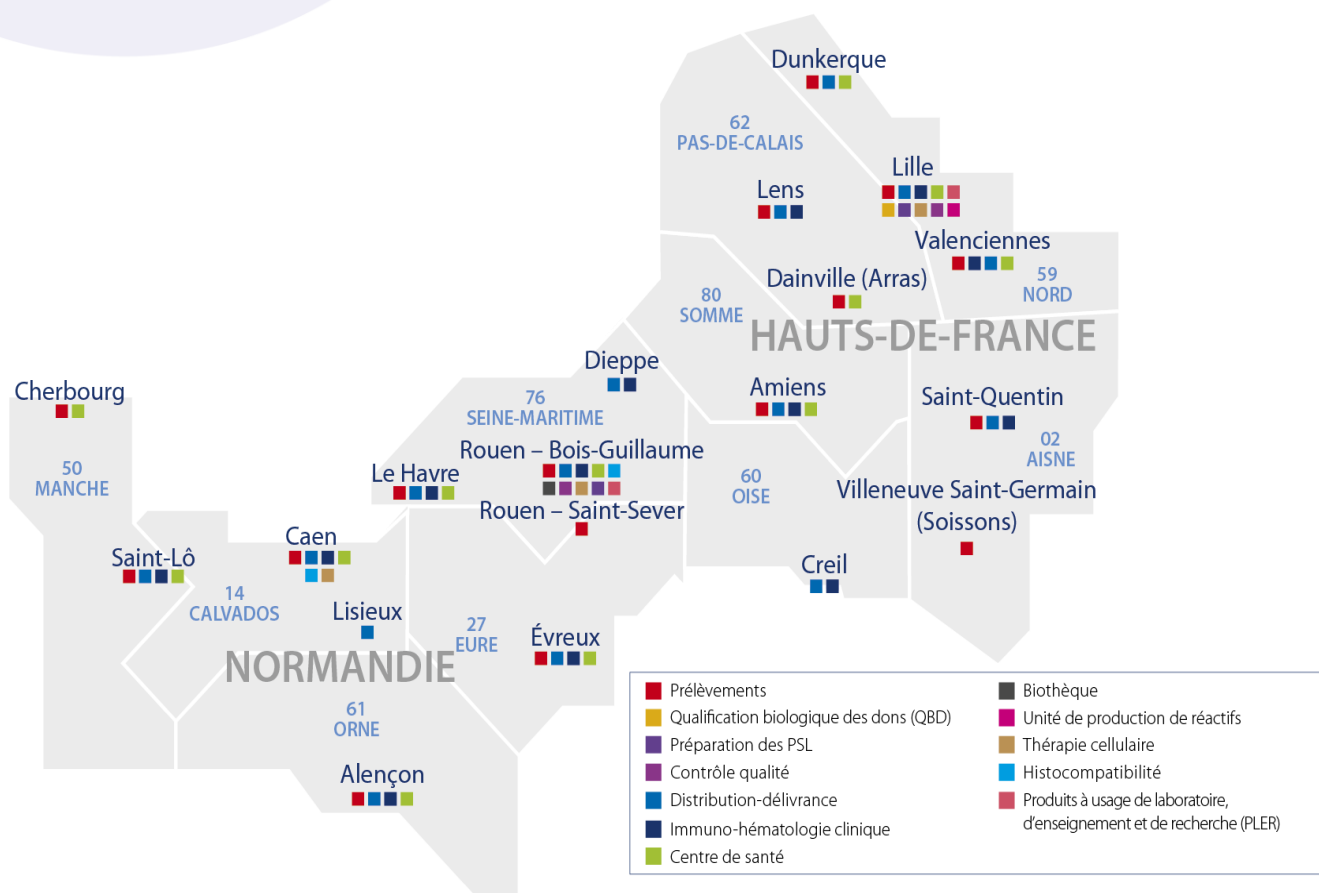 Dunkerque
62
PAS-DE-CALAIS
Lille
Lens
Valenciennes
59
NORD
Dainville (Arras)
80
SOMME
HAUTS-DE-FRANCE
Dieppe
Amiens
Saint-Quentin
Cherbourg
76
SEINE-MARITIME
02
AISNE
Rouen – Bois-Guillaume
50
MANCHE
Le Havre
60
OISE
Villeneuve Saint-Germain
(Soissons)
Rouen – Saint-Sever
Caen
Saint-Lô
Creil
14
CALVADOS
Lisieux
27
EURE
Évreux
NORMANDIE
61
ORNE
Alençon
Prélèvements
Qualification biologique des dons (QBD)
Préparation des PSL
Contrôle qualité
Distribution-délivrance
Immuno-hématologie clinique
Centre de santé
Biothèque
Unité de production de réactifs
Thérapie cellulaire
Histocompatibilité
Produits à usage de laboratoire,
d'enseignement et de recherche (PLER)